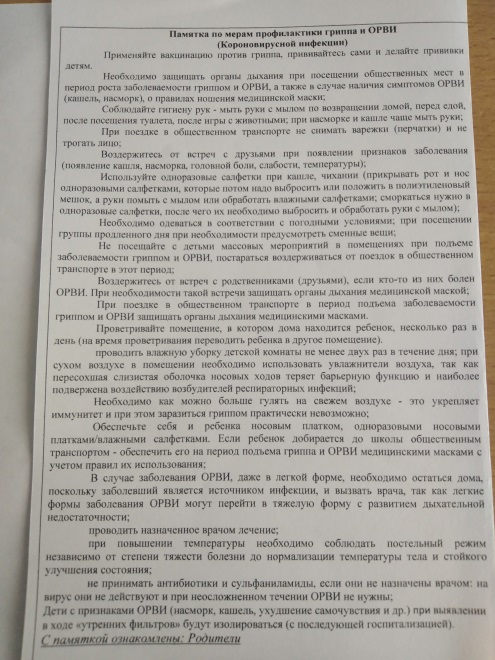 Памятка по мерам профилактики гриппа и ОРВИ
(Короновирусной инфекции)
Применяйте вакцинацию против гриппа, прививайтесь сами и делайте прививки
детям.
Необходимо защищать органы дыхания при посещении общественных мест в
период роста заболеваемости гриппом и ОРВИ, а также в случае наличия симптомов ОРВИ
(кашель, насморк), о правилах ношения медицинской маски;
Соблюдайте гигиену рук - мыть руки с мылом по возвращении домой, перед едой,
после посещения туалета, после игры с животными; при насморке и кашле чаще мыть руки;
При поездке в общественном транспорте не снимать варежки (перчатки) и не
трогать лицо;
Воздержитесь от встреч с друзьями при появлении признаков заболевания
(появление кашля, насморка, головной боли, слабости, температуры);
Используйте одноразовые салфетки при кашле, чихании (прикрывать рот и нос
одноразовыми салфетками, которые потом надо выбросить или положить в полиэтиленовый
мешок, а руки помыть с мылом или обработать влажными салфетками; сморкаться нужно в
одноразовые салфетки, после чего их необходимо выбросить и обработать руки с мылом);
Необходимо одеваться в соответствии с погодными условиями; при посещении
группы продленного дня при необходимости предусмотреть сменные вещи;
Не посещайте с детьми массовых мероприятий в помещениях при подъеме
заболеваемости гриппом и ОРВИ, постараться воздерживаться от поездок в общественном
транспорте в этот период;
Воздержитесь от встреч с родственниками (друзьями), если кто-то из них болен
ОРВИ. При необходимости такой встречи защищать органы дыхания медицинской маской;
При поездке в общественном транспорте в период подъема заболеваемости
гриппом и ОРВИ защищать органы дыхания медицинскими масками.
Проветривайте помещение, в котором дома находится ребенок, несколько раз в
день (на время проветривания переводить ребенка в другое помещение).
проводить влажную уборку детской комнаты не менее двух раз в течение дня; при
сухом воздухе в помещении необходимо использовать увлажнители воздуха, так как
пересохшая слизистая оболочка носовых ходов теряет барьерную функцию и наиболее
подвержена воздействию возбудителей респираторных инфекций;
Необходимо как можно больше гулять на свежем воздухе - это укрепляет
иммунитет и при этом заразиться гриппом практически невозможно;
Обеспечьте себя и ребенка носовым платком, одноразовыми носовыми
платками/влажными салфетками. Если ребенок добирается до школы общественным
транспортом - обеспечить его на период подъема гриппа и ОРВИ медицинскими масками с
учетом правил их использования;
В случае заболевания ОРВИ, даже в легкой форме, необходимо остаться дома,
поскольку заболевший является источником инфекции, и вызвать врача, так как легкие
формы заболевания ОРВИ могут перейти в тяжелую форму с развитием дыхательной
недостаточности;
проводить назначенное врачом лечение;
при повышении температуры необходимо соблюдать постельный режим
независимо от степени тяжести болезни до нормализации температуры тела и стойкого
улучшения состояния;
не принимать антибиотики и сульфаниламиды, если они не назначены врачом: на
вирус они не действуют и при неосложненном течении ОРВИ не нужны;
Дети с признаками ОРВИ (насморк, кашель, ухудшение самочувствия и др.) при выявлении
в ходе «утренних фильтров» будут изолироваться (с последующей госпитализацией).
С памяткой ознакомлены: Родители